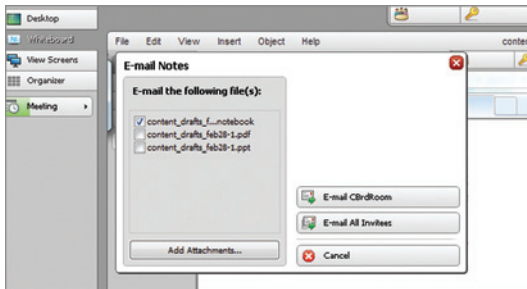 Desktop
Whiteboard
View Screens
Organizer
Meeting
File Edit View Insert Object Help
conte
E-mail Notes
E-mail the following file(s):
content_drafts_f...notebook
content_drafts_feb28-1.pdf
content_drafts_feb28-1.ppt
Add Attachments...
E-mail CBrdRoom
E-mail All Invitees
Cancel